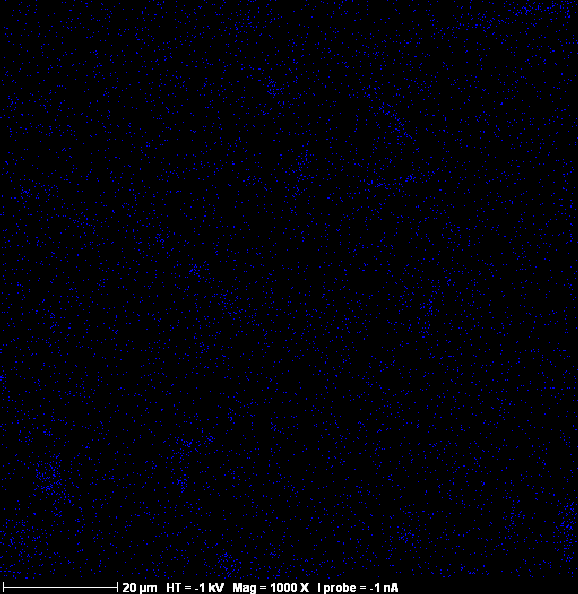 20 µm HT = -1 kV Mag = 1000 X I probe = -1 nA